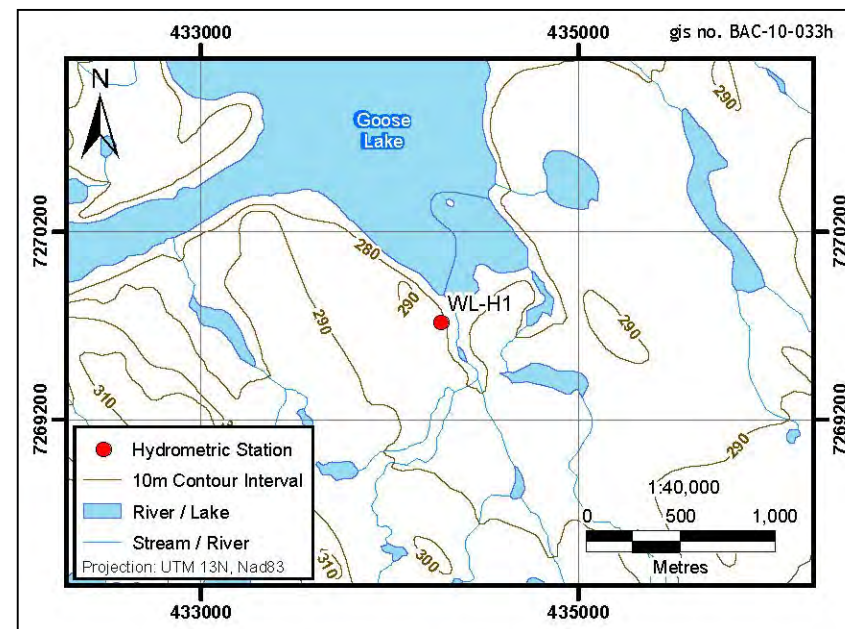 433000
435000
gis no. BAC-10-033h
N
290
Goose
Lake
7270200
7270200
280
290
WL-H1
290
290
310
7269200
7269200
290
Hydrometric Station
10m Contour Interval
River / Lake
Stream / River
Projection: UTM 13N, Nad83
310
300
1:40,000
0
500
1,000
Metres
433000
435000